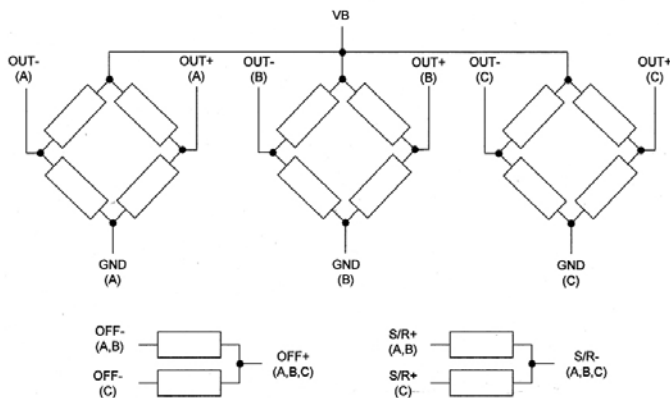 VB
OUT-
(A)
OUT+
(A)
OUT-
(B)
OUT+
(B)
OUT-
(C)
OUT+
(C)
GND
(A)
GND
(B)
GND
(C)
OFF-
(A,B)
OFF-
(C)
OFF+
(A,B,C)
S/R+
(A,B)
S/R+
(C)
S/R-
(A,B,C)